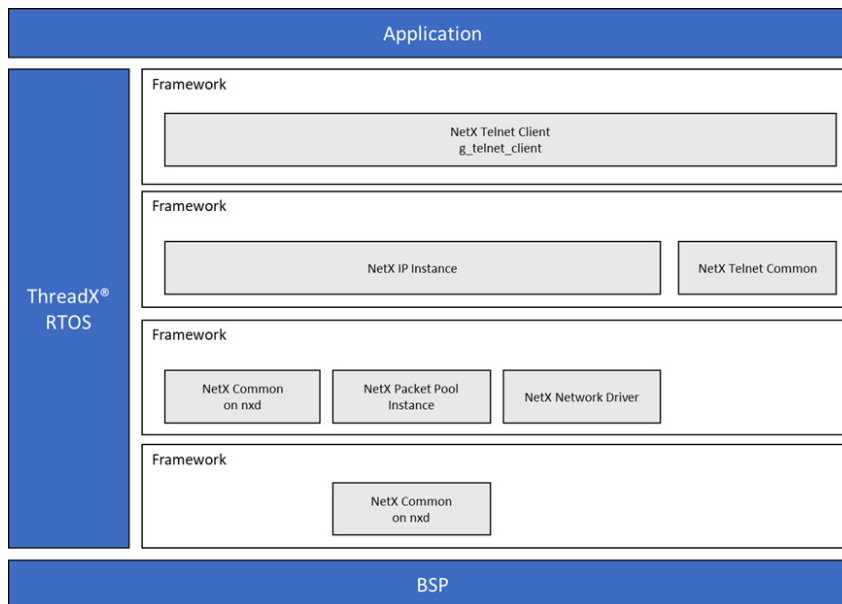 Application
Framework
NetX Telnet Client
g_telnet_client
Framework
NetX IP Instance
NetX Telnet Common
ThreadX®
RTOS
Framework
NetX Common
on nxd
NetX Packet Pool
Instance
NetX Network Driver
Framework
NetX Common
on nxd
BSP